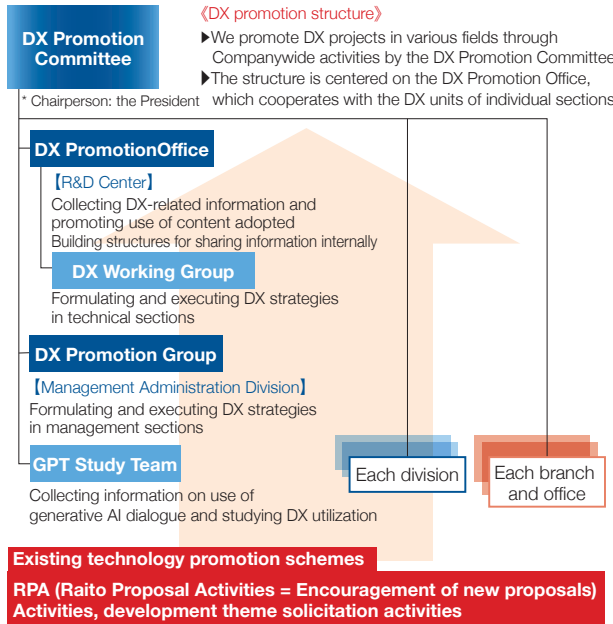 DX Promotion
Committee
* Chairperson: the President
《DX promotion structure》
▶We promote DX projects in various fields through
Companywide activities by the DX Promotion Committee
▶The structure is centered on the DX Promotion Office,
which cooperates with the DX units of individual sections
DX PromotionOffice
【R&D Center】
Collecting DX-related information and
promoting use of content adopted
Building structures for sharing information internally
DX Working Group
Formulating and executing DX strategies
in technical sections
DX Promotion Group
【Management Administration Division】
Formulating and executing DX strategies
in management sections
GPT Study Team
Collecting information on use of
generative AI dialogue and studying DX utilization
Each division
Each branch
and office
Existing technology promotion schemes
RPA (Raito Proposal Activities = Encouragement of new proposals)
Activities, development theme solicitation activities